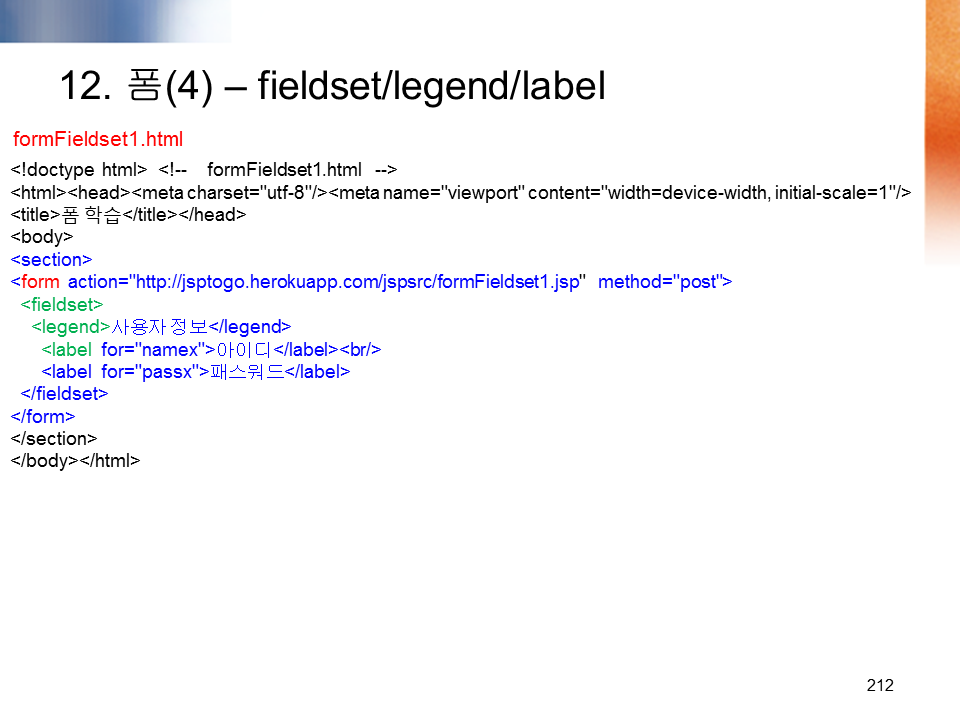 12. 폼(4) – fieldset/legend/label
formFieldset1.html
<!doctype html> <!-- formFieldset1.html -->
<html><head><meta charset="utf-8"/><meta name="viewport" content="width=device-width, initial-scale=1"/>
<title>폼 학습</title></head>
<body>
<section>
<form action="http://jsptogo.herokuapp.com/jspsrc/formFieldset1.jsp" method="post">
<fieldset>
<legend>사용자 정보</legend>
<label for="namex">아이디</label><br/>
<label for="passx">패스워드</label>
</fieldset>
</form>
</section>
</body></html>
212